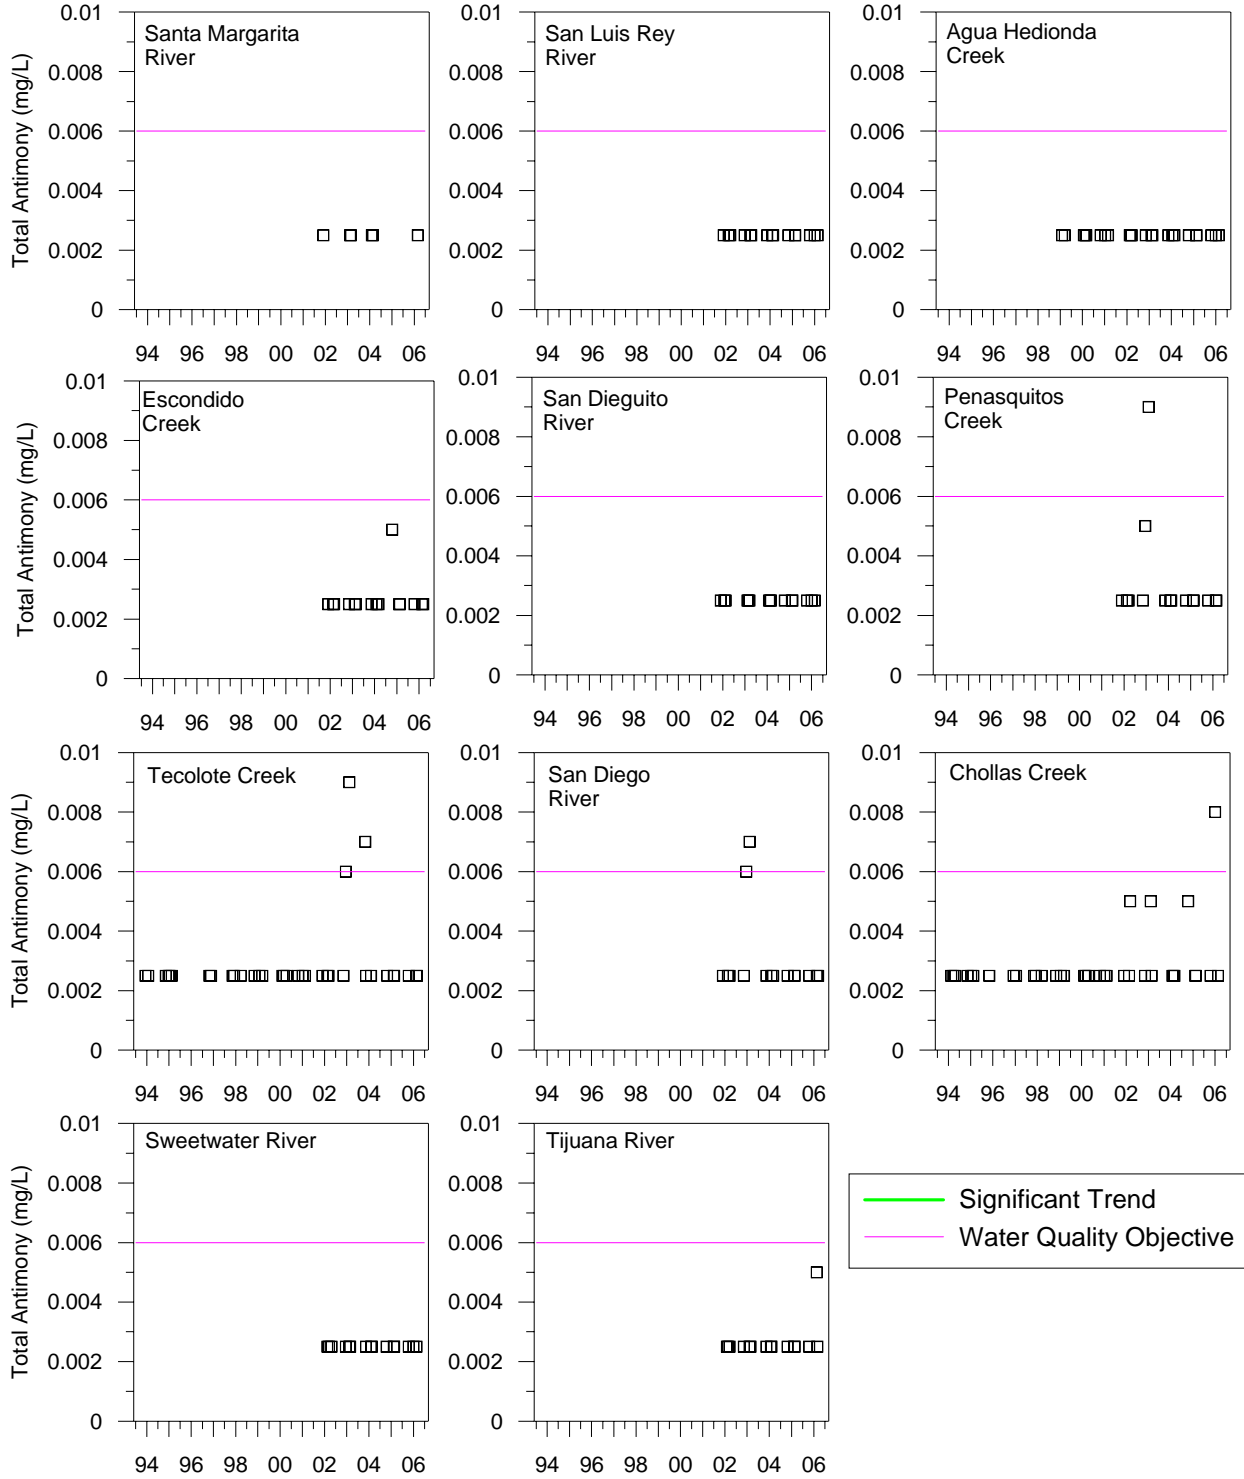 0.01
0.008
0.006
0.004
0.002
0
Total Antimony (mg/L)
Santa Margarita
River
94 96 98 00 02 04 06
0.01
0.008
0.006
0.004
0.002
0
San Luis Rey
River
94 96 98 00 02 04 06
0.01
0.008
0.006
0.004
0.002
0
Agua Hedionda
Creek
94 96 98 00 02 04 06
0.01
0.008
0.006
0.004
0.002
0
Total Antimony (mg/L)
Escondido
Creek
94 96 98 00 02 04 06
0.01
0.008
0.006
0.004
0.002
0
San Dieguito
River
94 96 98 00 02 04 06
0.01
0.008
0.006
0.004
0.002
0
Penasquitos
Creek
94 96 98 00 02 04 06
0.01
0.008
0.006
0.004
0.002
0
Total Antimony (mg/L)
Tecolote Creek
94 96 98 00 02 04 06
0.01
0.008
0.006
0.004
0.002
0
San Diego
River
94 96 98 00 02 04 06
0.01
0.008
0.006
0.004
0.002
0
Chollas Creek
94 96 98 00 02 04 06
0.01
0.008
0.006
0.004
0.002
0
Total Antimony (mg/L)
Sweetwater River
94 96 98 00 02 04 06
0.01
0.008
0.006
0.004
0.002
0
Tijuana River
94 96 98 00 02 04 06
Significant Trend
Water Quality Objective